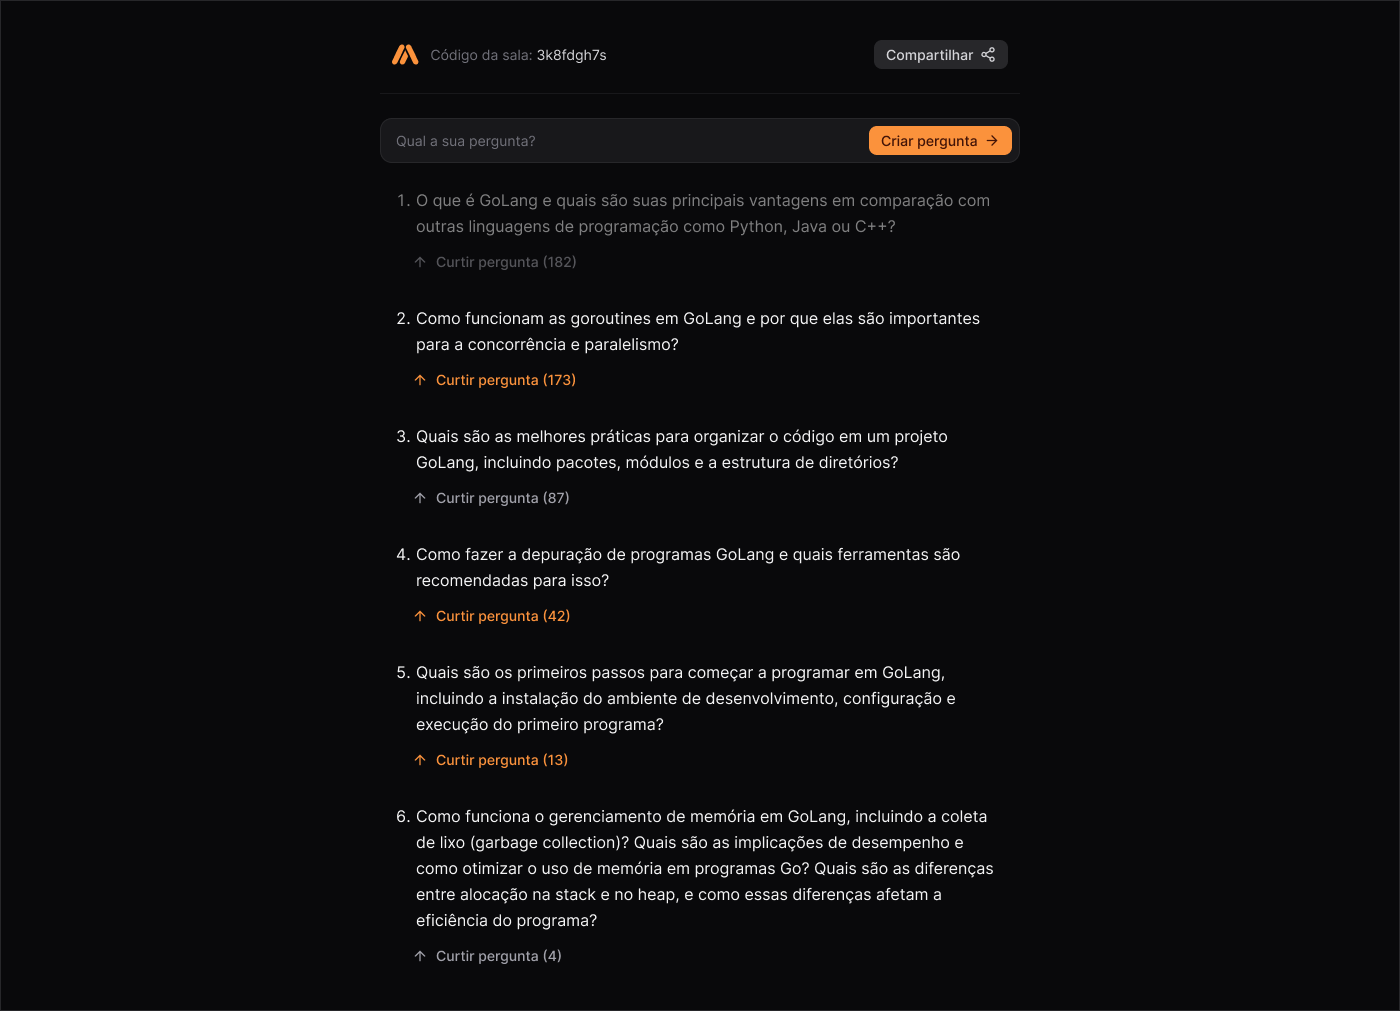 Código da sala: 3k8fdgh7s
Compartilhar
Qual a sua pergunta?
Criar pergunta
1. O que é GoLang e quais são suas principais vantagens em comparação com
outras linguagens de programação como Python, Java ou C++?
Curtir pergunta (182)
2. Como funcionam as goroutines em GoLang e por que elas são importantes
para a concorrência e paralelismo?
Curtir pergunta (173)
3. Quais são as melhores práticas para organizar o código em um projeto
GoLang, incluindo pacotes, módulos e a estrutura de diretórios?
Curtir pergunta (87)
4. Como fazer a depuração de programas GoLang e quais ferramentas são
recomendadas para isso?
Curtir pergunta (42)
5. Quais são os primeiros passos para começar a programar em GoLang,
incluindo a instalação do ambiente de desenvolvimento, configuração e
execução do primeiro programa?
Curtir pergunta (13)
6. Como funciona o gerenciamento de memória em GoLang, incluindo a coleta
de lixo (garbage collection)? Quais são as implicações de desempenho e
como otimizar o uso de memória em programas Go? Quais são as diferenças
entre alocação na stack e no heap, e como essas diferenças afetam a
eficiência do programa?
Curtir pergunta (4)